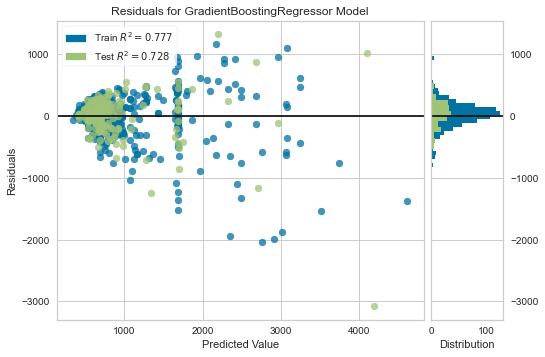 Residuals for GradientBoostingRegressor Model
Train R² = 0.777
Test R² = 0.728
1000
0
−1000
−2000
−3000
Residuals
1000
2000
3000
4000
Predicted Value
1000
0
−1000
−2000
−3000
0
100
Distribution